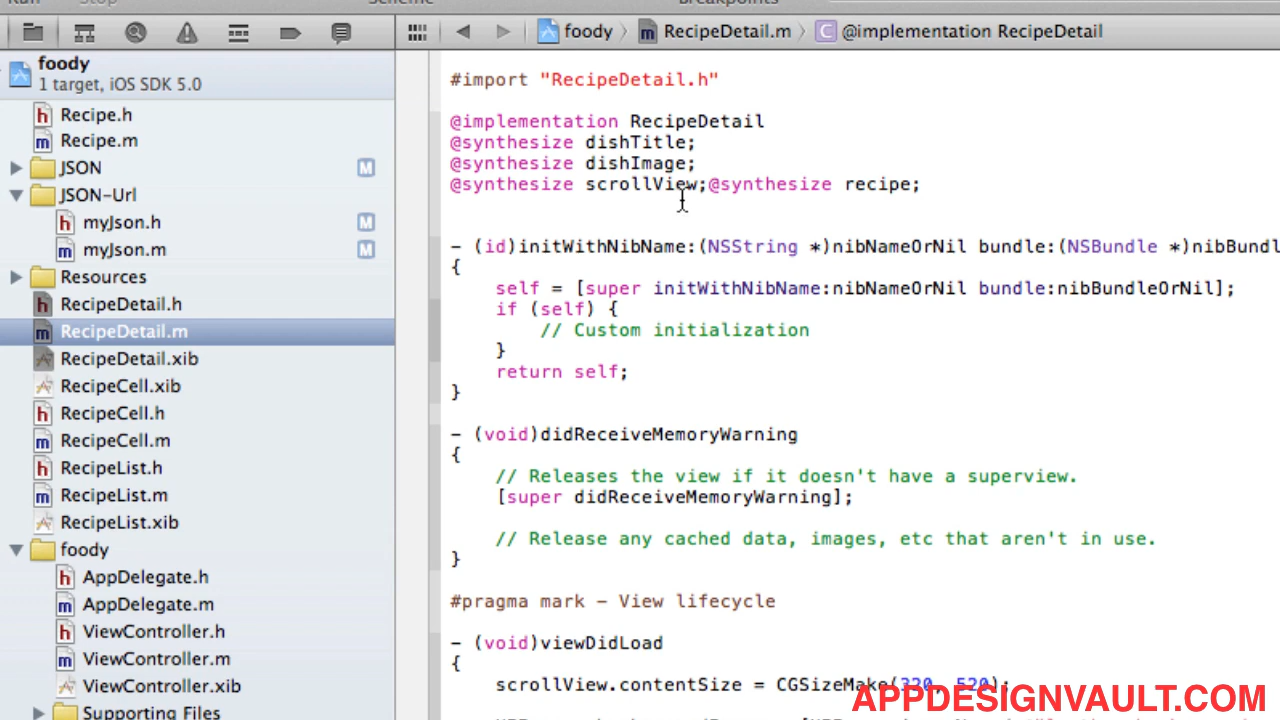 Run Stop Scheme Breakpoints
foody RecipeDetail.m C @implementation RecipeDetail
foody
1 target, iOS SDK 5.0
h Recipe.h
m Recipe.m
JSON M
JSON-Url
h myJson.h M
m myJson.m M
Resources
h RecipeDetail.h
m RecipeDetail.m
RecipeDetail.xib
RecipeCell.xib
h RecipeCell.h
m RecipeCell.m
h RecipeList.h
m RecipeList.m
RecipeList.xib
foody
h AppDelegate.h
m AppDelegate.m
h ViewController.h
m ViewController.m
ViewController.xib
Supporting Files
#import "RecipeDetail.h"
@implementation RecipeDetail
@synthesize dishTitle;
@synthesize dishImage;
@synthesize scrollView;@synthesize recipe;
- (id)initWithNibName:(NSString *)nibNameOrNil bundle:(NSBundle *)nibBundl
{
self = [super initWithNibName:nibNameOrNil bundle:nibBundleOrNil];
if (self) {
// Custom initialization
}
return self;
}
- (void)didReceiveMemoryWarning
{
// Releases the view if it doesn't have a superview.
[super didReceiveMemoryWarning];
// Release any cached data, images, etc that aren't in use.
}
#pragma mark - View lifecycle
- (void)viewDidLoad
{
scrollView.contentSize = CGSizeMake(320, 520);
APPDESIGNVAULT.COM